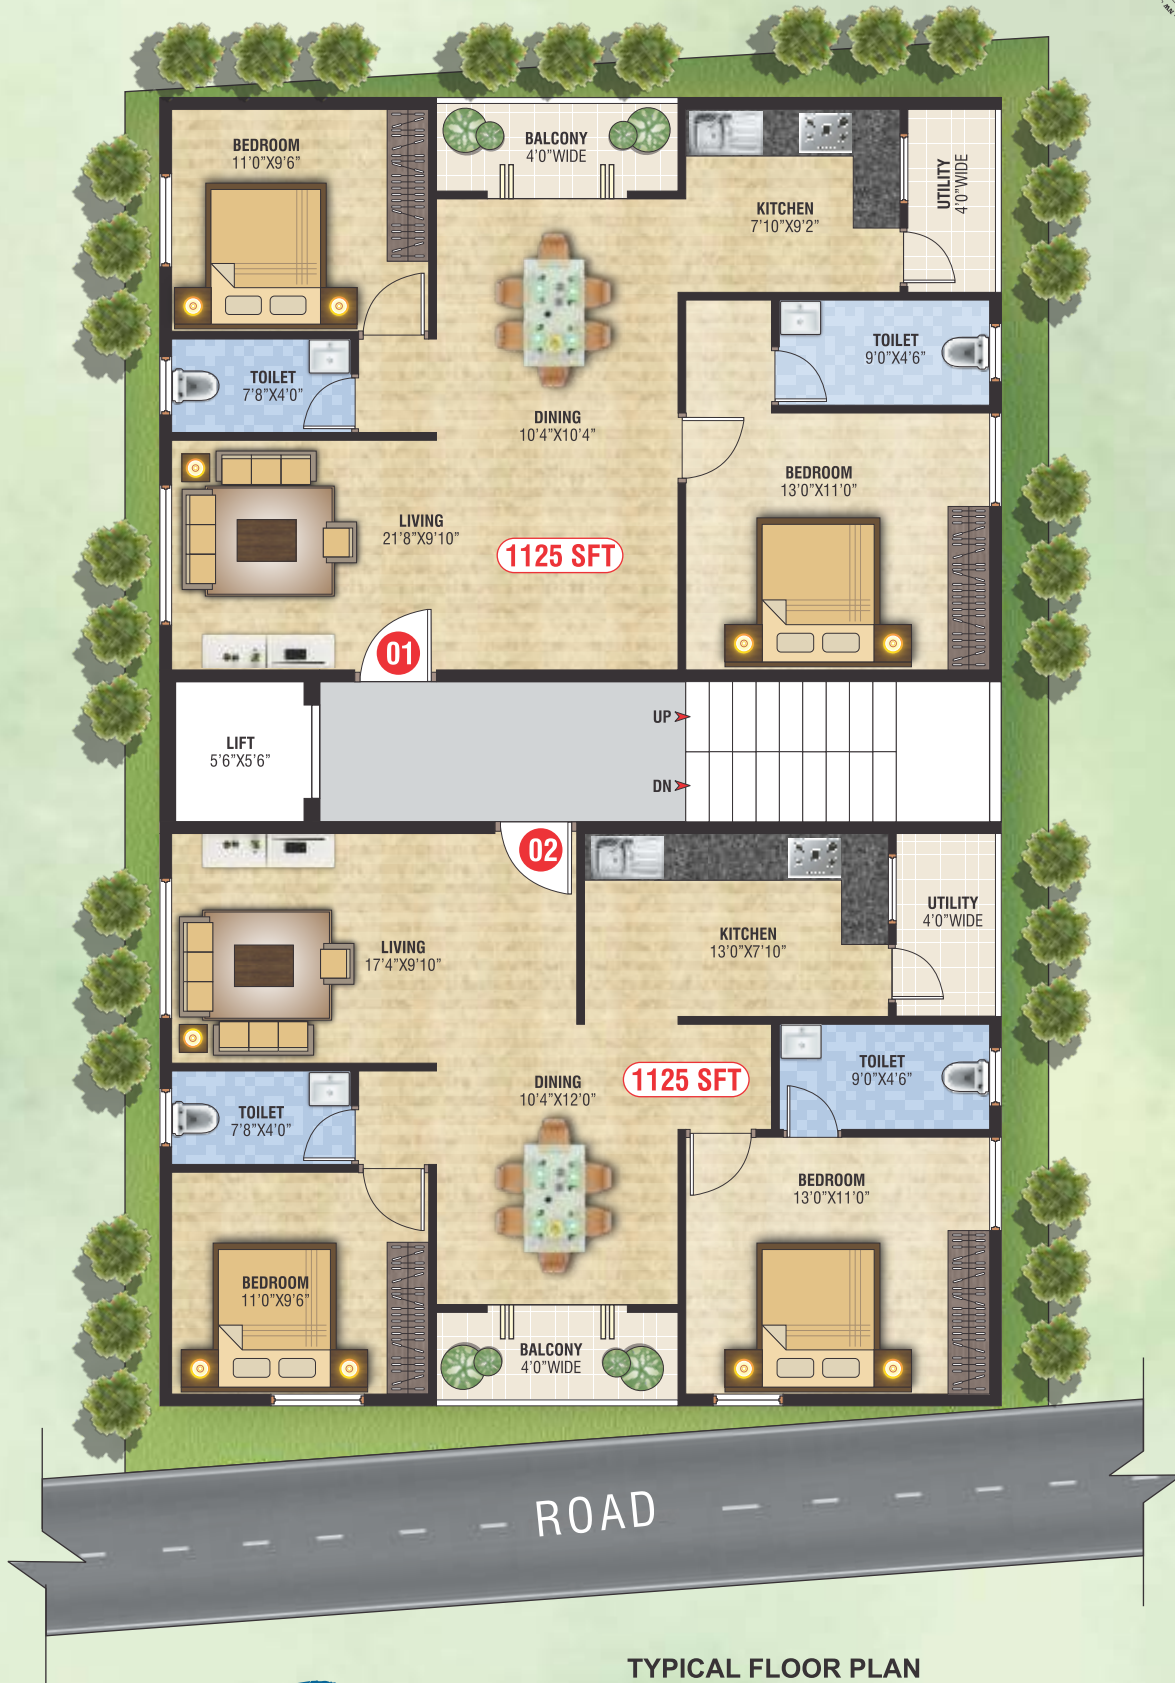 BEDROOM
11'0"X9'6"
BALCONY
4'0"WIDE
KITCHEN
7'10"X9'2"
UTILITY
4'0"WIDE
TOILET
7'8"X4'0"
TOILET
9'0"X4'6"
DINING
10'4"X10'4"
BEDROOM
13'0"X11'0"
LIVING
21'8"X9'10"
1125 SFT
01
LIFT
5'6"X5'6"
UP
DN
02
LIVING
17'4"X9'10"
KITCHEN
13'0"X7'10"
UTILITY
4'0"WIDE
TOILET
7'8"X4'0"
DINING
10'4"X12'0"
1125 SFT
TOILET
9'0"X4'6"
BEDROOM
11'0"X9'6"
BEDROOM
13'0"X11'0"
BALCONY
4'0"WIDE
ROAD
TYPICAL FLOOR PLAN